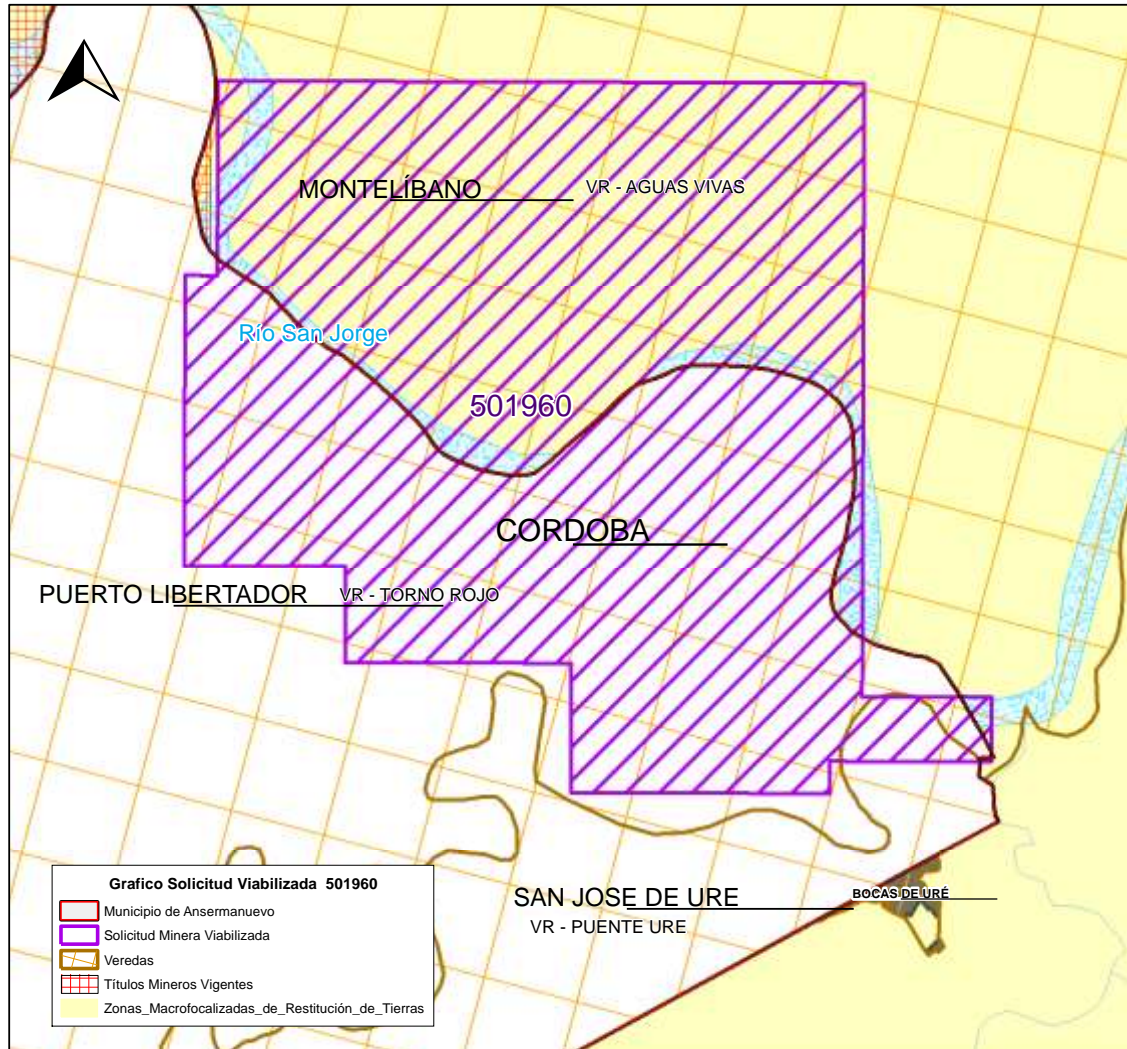 MONTELÍBANO
VR - AGUAS VIVAS
Río San Jorge
501960
CORDOBA
PUERTO LIBERTADOR
VR - TORNO ROJO
SAN JOSE DE URE
BOCAS DE URÉ
VR - PUENTE URE
Grafico Solicitud Viabilizada 501960
Municipio de Ansermanuevo
Solicitud Minera Viabilizada
Veredas
Títulos Mineros Vigentes
Zonas_Macrofocalizadas_de_Restitución_de_Tierras